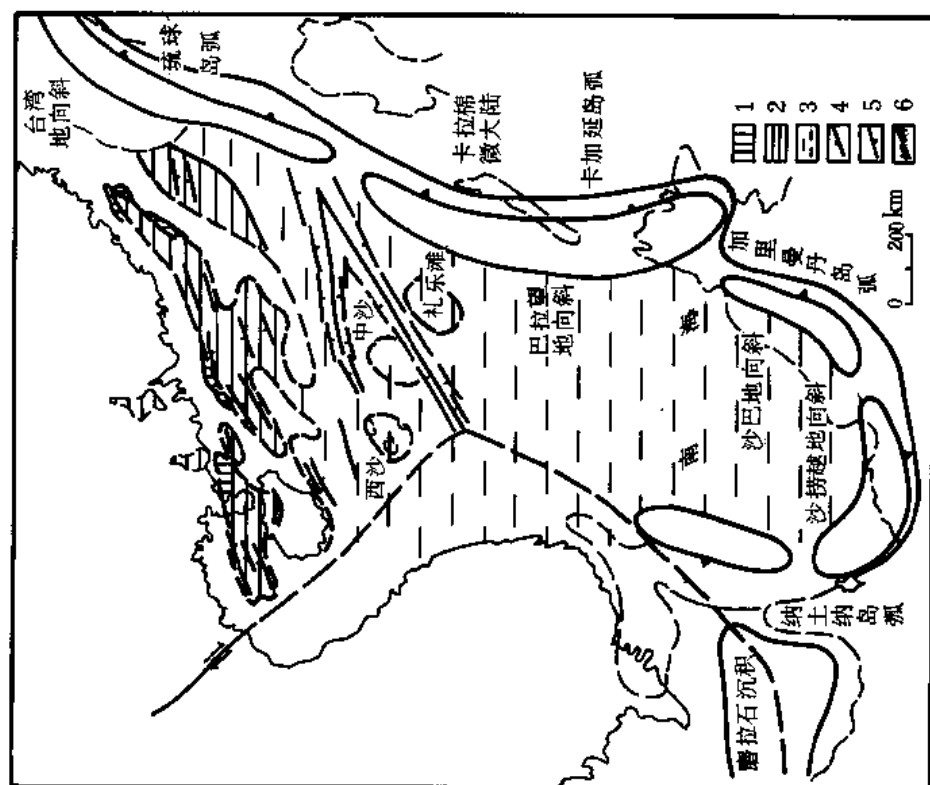 琉球
岛弧
台湾
地向斜
卡拉棉
微大陆
卡加延岛弧
加里曼丹岛弧
礼乐滩
中沙
西沙
巴拉望
地向斜
南海
沙巴地向斜
沙捞越地向斜
纳土纳岛弧
磨拉石沉积
1
2
3
4
5
6
0 200 km